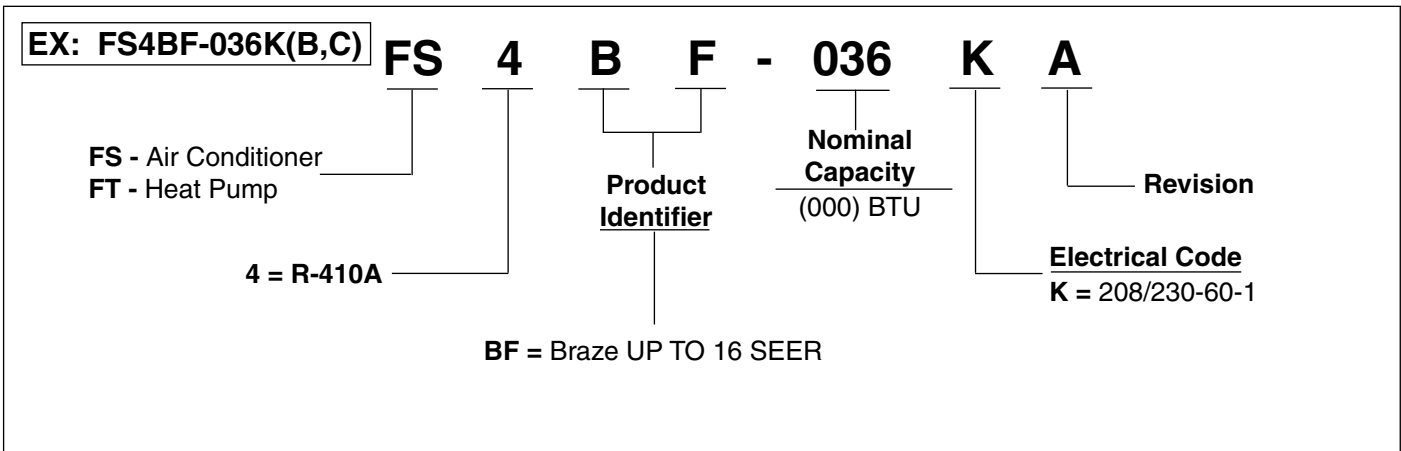 EX: FS4BF-036K(B,C)
FS 4 B F - 036 K A
FS - Air Conditioner
FT - Heat Pump
4 = R-410A
Product
Identifier
BF = Braze UP TO 16 SEER
Nominal
Capacity
(000) BTU
Electrical Code
K = 208/230-60-1
Revision